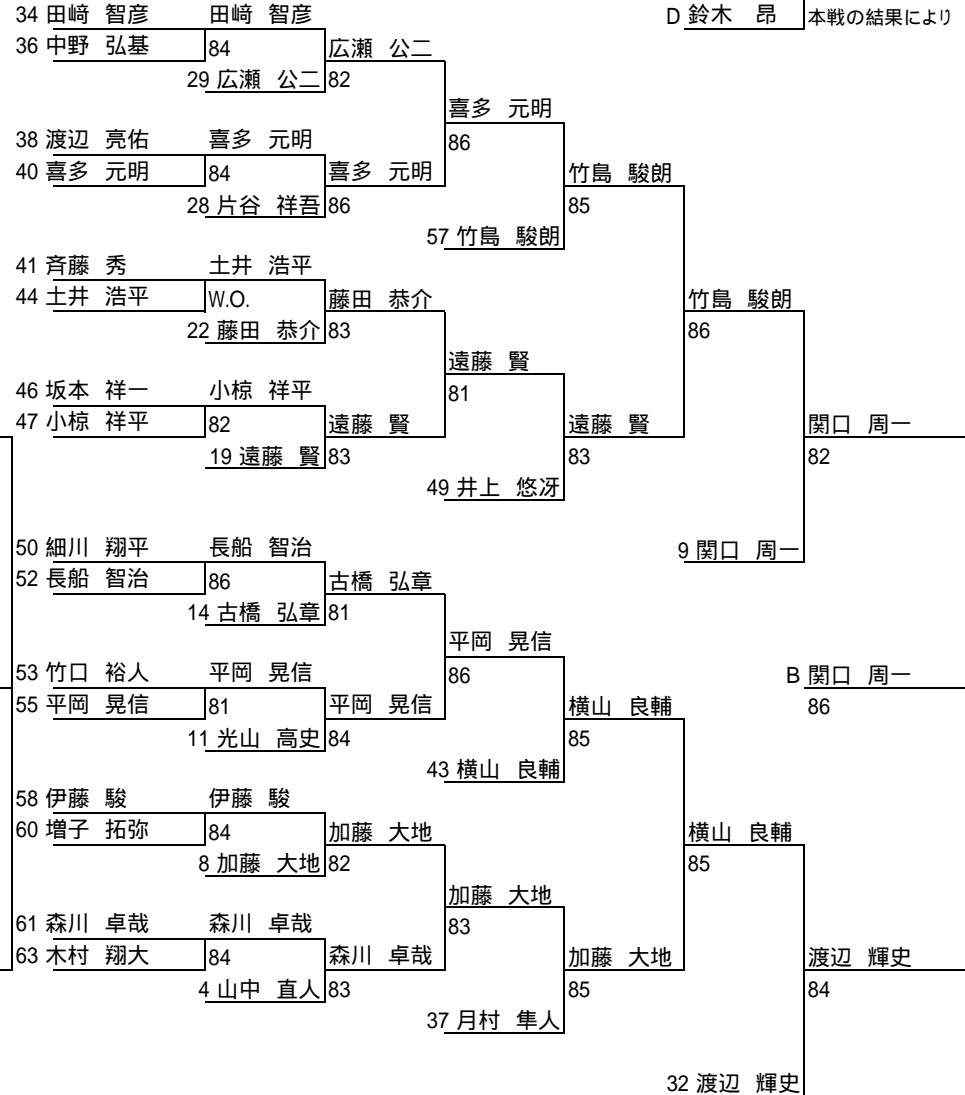 34 田﨑 智彦 田﨑 智彦 D 鈴木 昂 本戦の結果により
36 中野 弘基 84 広瀬 公二
29 広瀬 公二 82
喜多 元明
38 渡辺 亮佑 喜多 元明 86
40 喜多 元明 84 喜多 元明 竹島 駿朗
28 片谷 祥吾 86 85
57 竹島 駿朗
41 斉藤 秀 土井 浩平
44 土井 浩平 W.O. 藤田 恭介 竹島 駿朗
22 藤田 恭介 83 86
遠藤 賢
46 坂本 祥一 小椋 祥平 81
47 小椋 祥平 82 遠藤 賢 遠藤 賢 関口 周一
19 遠藤 賢 83 83 82
49 井上 悠冴
50 細川 翔平 長船 智治 9 関口 周一
52 長船 智治 86 古橋 弘章
14 古橋 弘章 81
平岡 晃信
53 竹口 裕人 平岡 晃信 86 B 関口 周一
55 平岡 晃信 81 平岡 晃信 横山 良輔 86
11 光山 高史 84 85
43 横山 良輔
58 伊藤 駿 伊藤 駿
60 増子 拓弥 84 加藤 大地 横山 良輔
8 加藤 大地 82 85
加藤 大地
61 森川 卓哉 森川 卓哉 83
63 木村 翔大 84 森川 卓哉 加藤 大地 渡辺 輝史
4 山中 直人 83 85 84
37 月村 隼人
32 渡辺 輝史